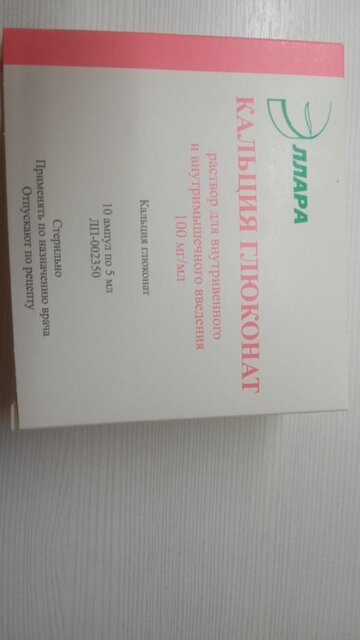 ЭЛЛАРА
КАЛЬЦИЯ ГЛЮКОНАТ
раствор для внутривенного
и внутримышечного введения
100 мг/мл
Кальция глюконат
10 ампул по 5 мл
ЛП-002350
Стерильно
Применять по назначению врача
Отпускают по рецепту